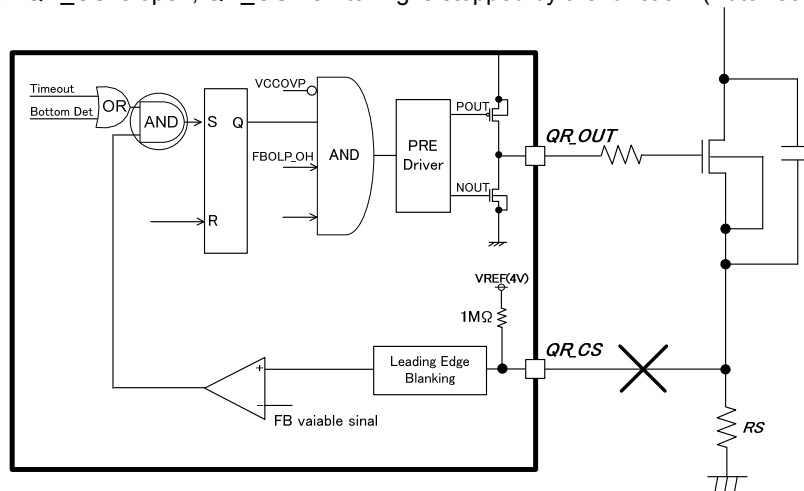 Timeout
Bottom Det
OR
AND
S
Q
R
VCCOVP
FBOLP_OH
AND
PRE
Driver
POUT
NOUT
QR_OUT
VREF(4V)
1MΩ
QR_CS
Leading Edge
Blanking
+
−
FB vaiable sinal
RS